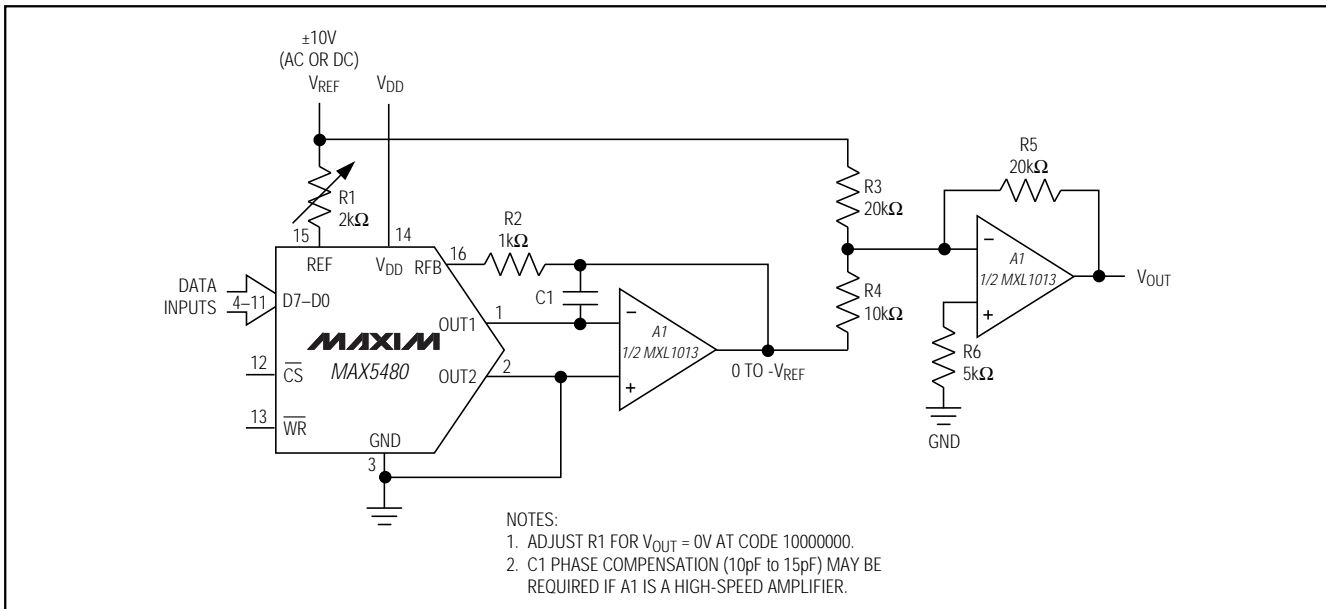 ±10V
(AC OR DC)
VREF
VDD
R1
2kΩ
15
14
REF
VDD
RFB
16
R2
1kΩ
C1
DATA
INPUTS
4–11
D7–D0
OUT1
1
MAXIM
MAX5480
OUT2
2
12
CS
13
WR
GND
3
A1
1/2 MXL1013
0 TO -VREF
R3
20kΩ
R4
10kΩ
R5
20kΩ
A1
1/2 MXL1013
VOUT
R6
5kΩ
GND
NOTES:
1. ADJUST R1 FOR VOUT = 0V AT CODE 10000000.
2. C1 PHASE COMPENSATION (10pF to 15pF) MAY BE
REQUIRED IF A1 IS A HIGH-SPEED AMPLIFIER.